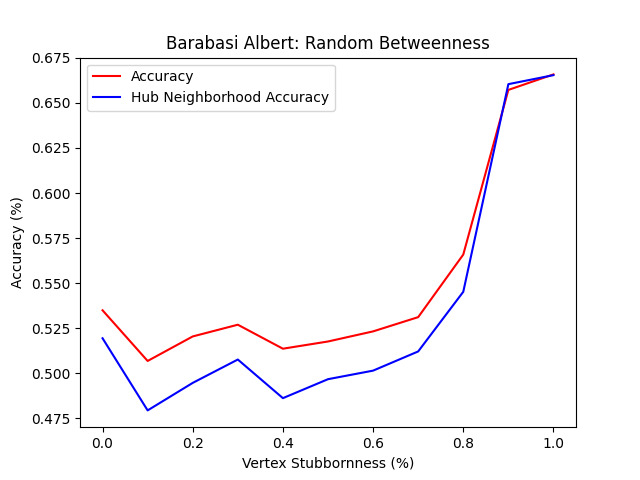 Barabasi Albert: Random Betweenness
Accuracy
Hub Neighborhood Accuracy
Accuracy (%)
0.675
0.650
0.625
0.600
0.575
0.550
0.525
0.500
0.475
0.0 0.2 0.4 0.6 0.8 1.0
Vertex Stubbornness (%)